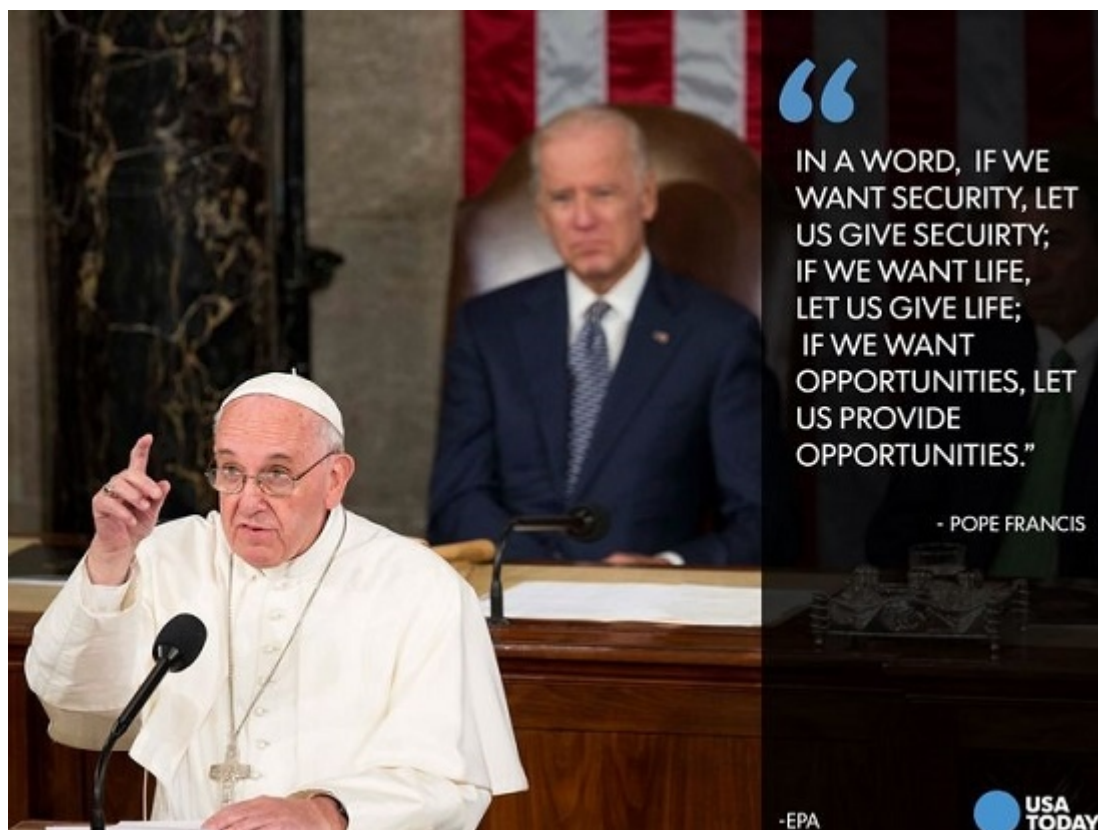 “
IN A WORD, IF WE
WANT SECURITY, LET
US GIVE SECUIRTY;
IF WE WANT LIFE,
LET US GIVE LIFE;
IF WE WANT
OPPORTUNITIES, LET
US PROVIDE
OPPORTUNITIES.”
- POPE FRANCIS
-EPA
USA
TODAY